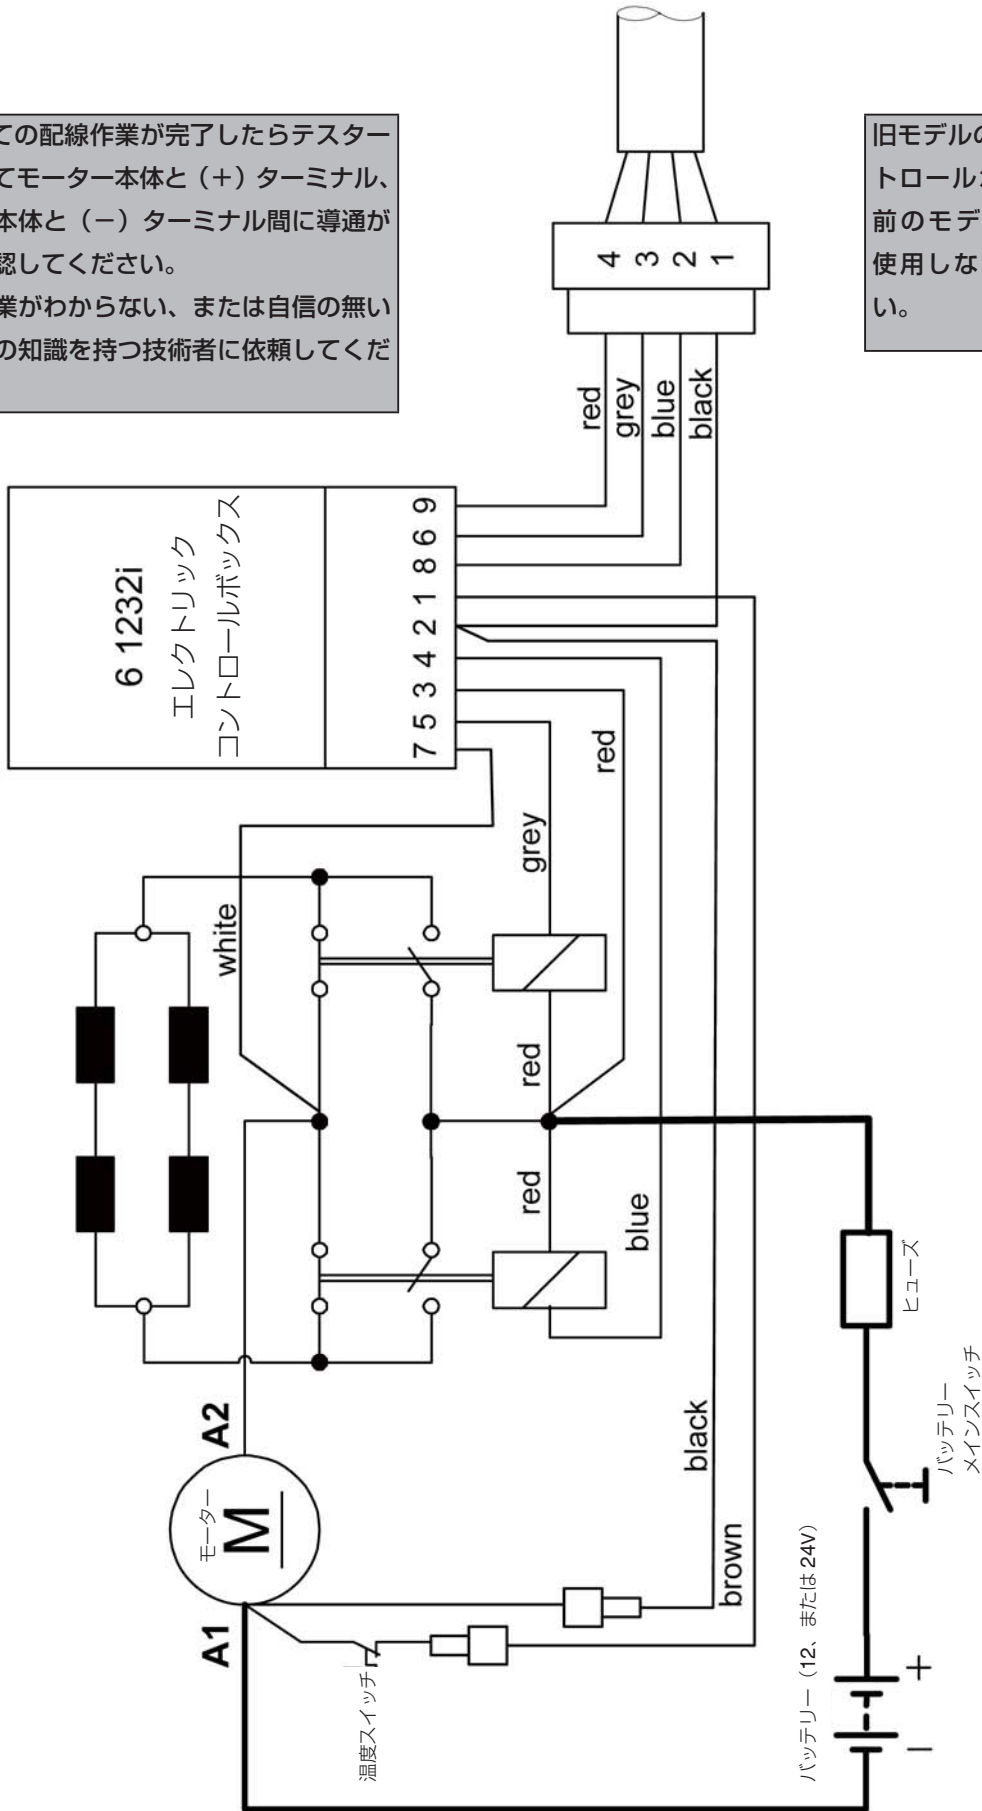 ての配線作業が完了したらテスター
てモーター本体と（＋）ターミナル、
本体と（－）ターミナル間に導通が
認してください。
業がわからない、または自信の無い
の知識を持つ技術者に依頼してくだ
旧モデルの
トロール
前のモデ
使用しな
い。
4 3 2 1
red
grey
blue
black
6 1232i
エレクトリック
コントロールボックス
7 5 3 4 2 1 8 6 9
white
grey
red
red
red
blue
black
brown
A1
A2
モーター
M
温度スイッチ
ヒューズ
バッテリー
メインスイッチ
バッテリー（12、または 24V）
－ ＋